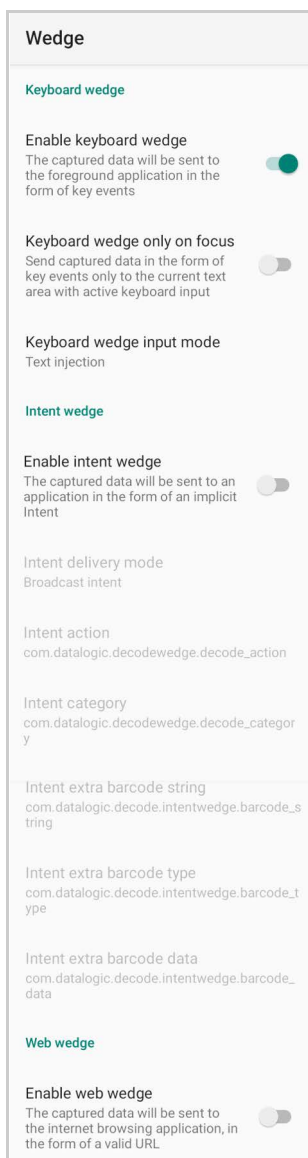 Wedge
Keyboard wedge
Enable keyboard wedge
The captured data will be sent to
the foreground application in the
form of key events
Keyboard wedge only on focus
Send captured data in the form of
key events only to the current text
area with active keyboard input
Keyboard wedge input mode
Text injection
Intent wedge
Enable intent wedge
The captured data will be sent to an
application in the form of an implicit
Intent
Intent delivery mode
Broadcast intent
Intent action
com.datalogic.decodewedge.decode_action
Intent category
com.datalogic.decodewedge.decode_categor
y
Intent extra barcode string
com.datalogic.decode.intentwedge.barcode_s
tring
Intent extra barcode type
com.datalogic.decode.intentwedge.barcode_t
ype
Intent extra barcode data
com.datalogic.decode.intentwedge.barcode_
data
Web wedge
Enable web wedge
The captured data will be sent to
the internet browsing application, in
the form of a valid URL